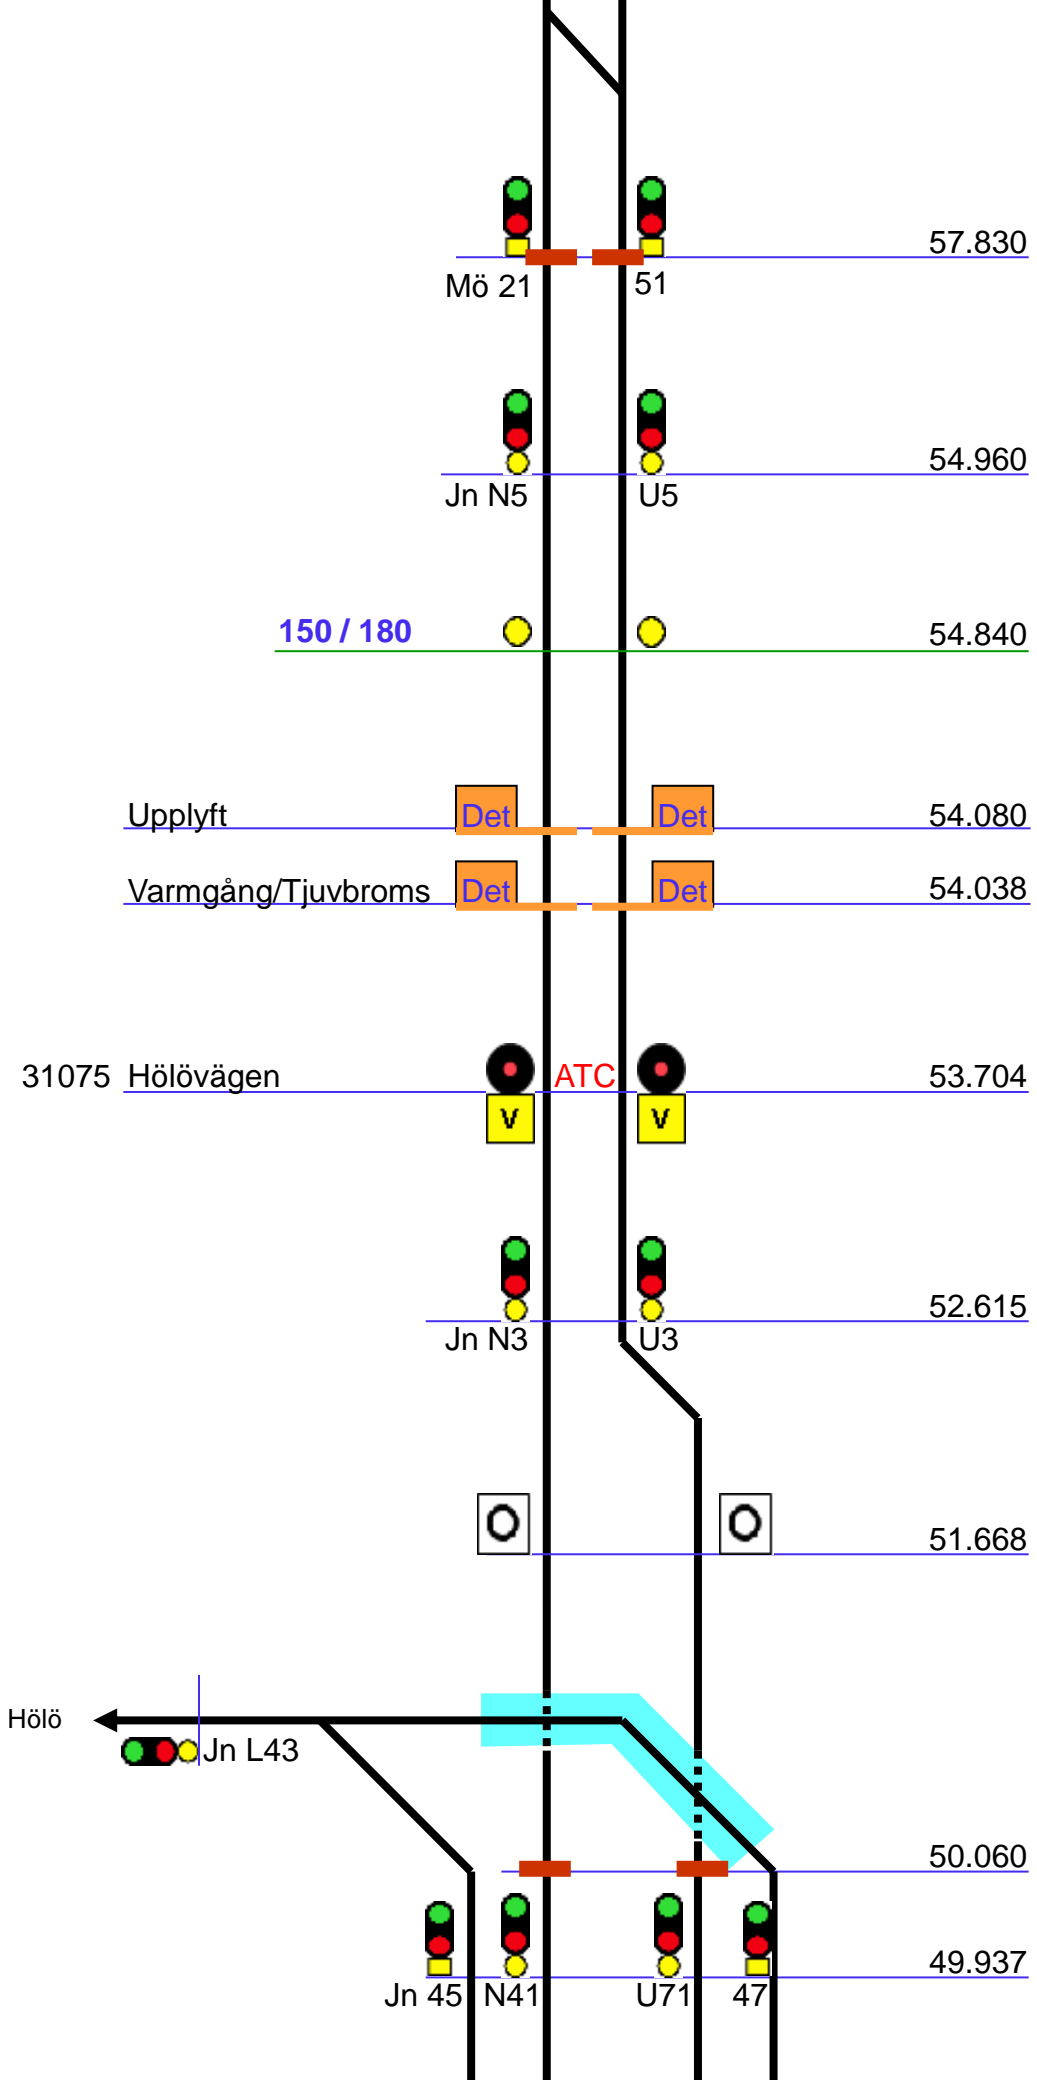 57.830
Mö 21 51
54.960
Jn N5 U5
150 / 180 54.840
Upplyft Det Det 54.080
Varmgång/Tjuvbroms Det Det 54.038
31075 Hölövägen ATC 53.704
V V
52.615
Jn N3 U3
O O 51.668
Hölö
Jn L43
50.060
49.937
Jn 45 N41 U71 47